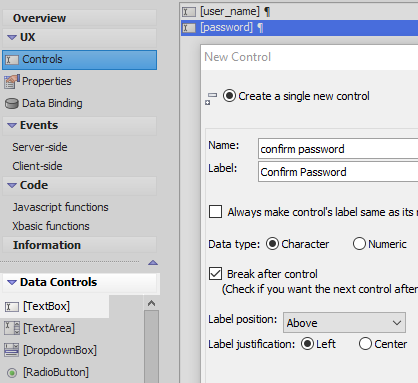 Overview
UX
Controls
Properties
Data Binding
Events
Server-side
Client-side
Code
Javascript functions
Xbasic functions
Information
Data Controls
[TextBox]
[TextArea]
[DropdownBox]
[RadioButton]
[user_name] ¶
[password] ¶
New Control
Create a single new control
Name: confirm password
Label: Confirm Password
Always make control's label same as its
Data type: Character Numeric
Break after control
(Check if you want the next control after
Label position: Above
Label justification: Left Center